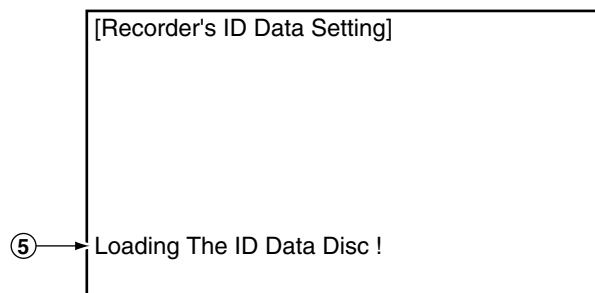 [Recorder's ID Data Setting]
⑤ Loading The ID Data Disc !